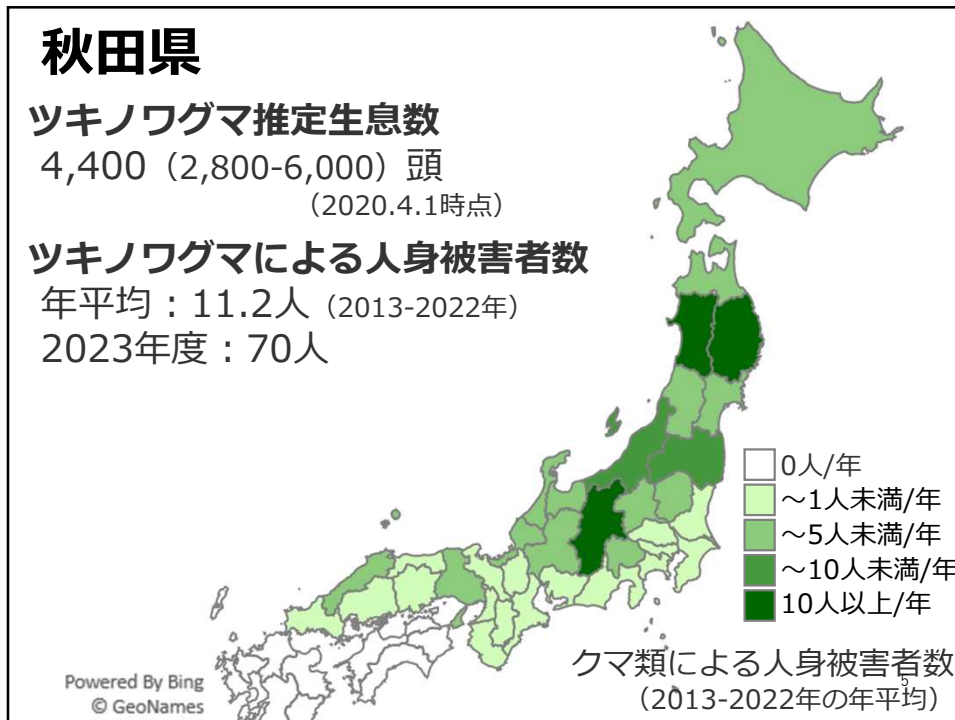 秋田県
ツキノワグマ推定生息数
4,400（2,800-6,000）頭
（2020.4.1時点）
ツキノワグマによる人身被害者数
年平均：11.2人（2013-2022年）
2023年度：70人
0人/年
～1人未満/年
～5人未満/年
～10人未満/年
10人以上/年
クマ類による人身被害者数
5
（2013-2022年の年平均）
Powered By Bing
© GeoNames